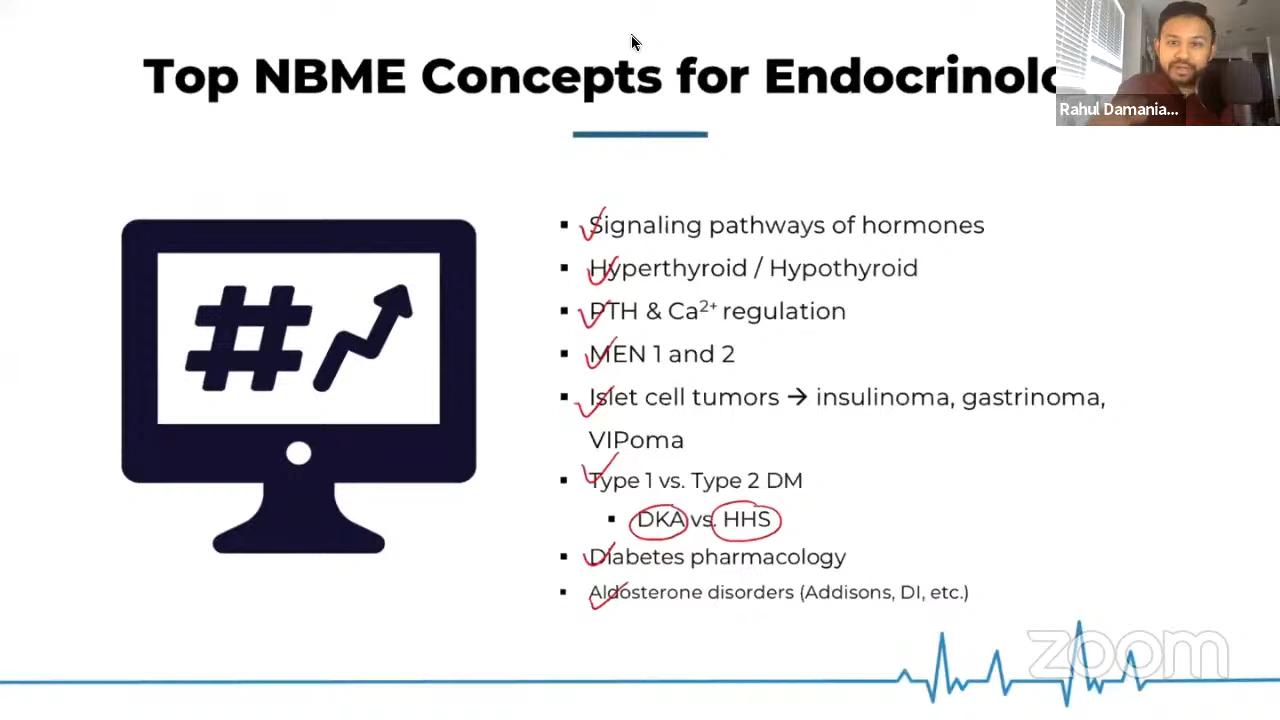 Top NBME Concepts for Endocrinolo
Rahul Damania...
Signaling pathways of hormones
Hyperthyroid / Hypothyroid
PTH & Ca²⁺ regulation
MEN 1 and 2
Islet cell tumors → insulinoma, gastrinoma,
VIPoma
Type 1 vs. Type 2 DM
DKA vs. HHS
Diabetes pharmacology
Aldosterone disorders (Addisons, DI, etc.)
zoom